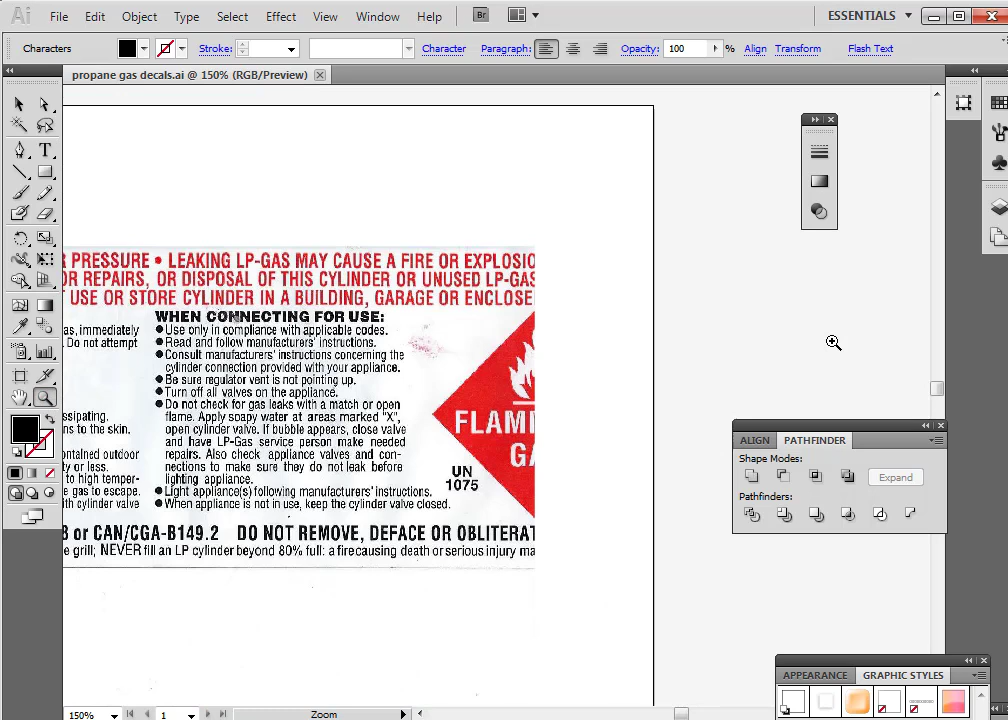 Ai File Edit Object Type Select Effect View Window Help Br ESSENTIALS
Characters Stroke: Character Paragraph: Opacity: 100 % Align Transform Flash Text
propane gas decals.ai @ 150% (RGB/Preview)
R PRESSURE • LEAKING LP-GAS MAY CAUSE A FIRE OR EXPLOSIO
OR REPAIRS, OR DISPOSAL OF THIS CYLINDER OR UNUSED LP-GAS
USE OR STORE CYLINDER IN A BUILDING, GARAGE OR ENCLOSE
as, immediately
. Do not attempt
ssipating.
ns to the skin.
ontained outdoor
ty or less.
to high temper-
e gas to escape.
ith cylinder valve
WHEN CONNECTING FOR USE:
●Use only in compliance with applicable codes.
●Read and follow manufacturers' instructions.
●Consult manufacturers' instructions concerning the
cylinder connection provided with your appliance.
●Be sure regulator vent is not pointing up.
●Turn off all valves on the appliance.
●Do not check for gas leaks with a match or open
flame. Apply soapy water at areas marked "X",
open cylinder valve. If bubble appears, close valve
and have LP-Gas service person make needed
repairs. Also check appliance valves and con-
nections to make sure they do not leak before
lighting appliance.
●Light appliance(s) following manufacturers' instructions.
●When appliance is not in use, keep the cylinder valve closed.
FLAMM
GA
UN
1075
B or CAN/CGA-B149.2 DO NOT REMOVE, DEFACE OR OBLITERAT
e grill; NEVER fill an LP cylinder beyond 80% full: a fire causing death or serious injury ma
ALIGN PATHFINDER
Shape Modes:
Expand
Pathfinders:
APPEARANCE GRAPHIC STYLES
150% 1 Zoom